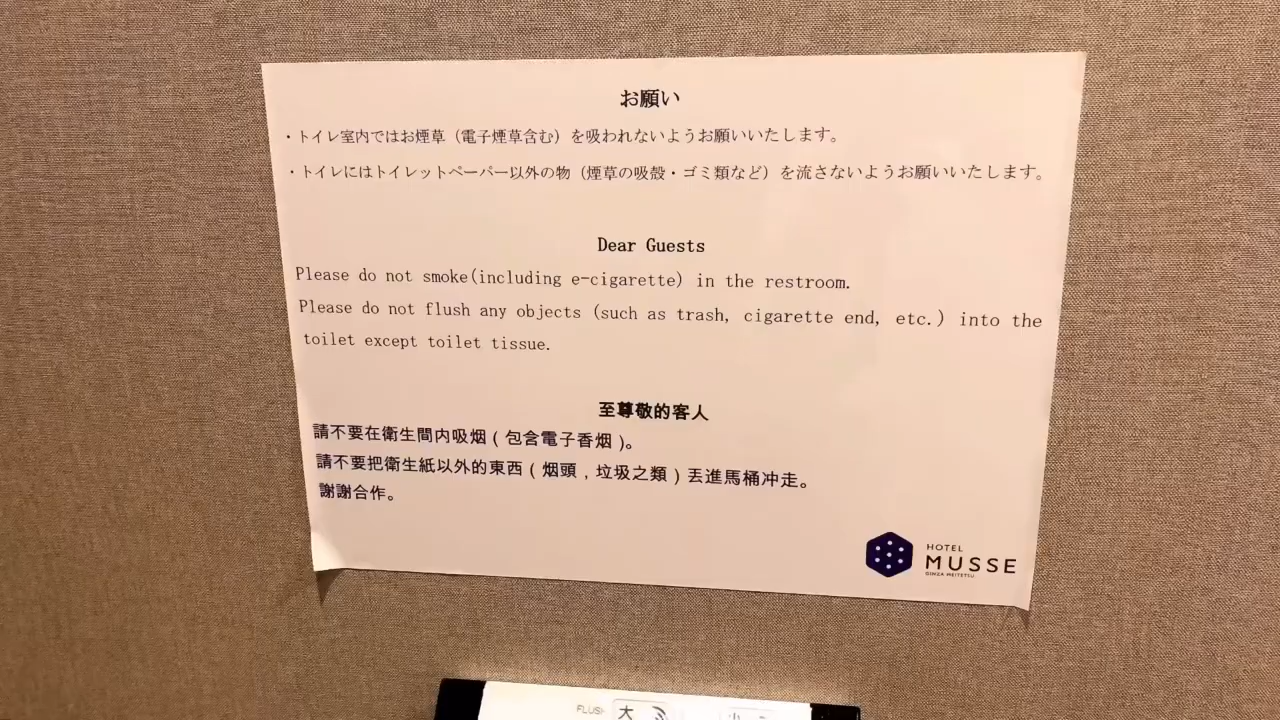 お願い
・トイレ室内ではお煙草（電子煙草含む）を吸われないようお願いいたします。
・トイレにはトイレットペーパー以外の物（煙草の吸殻・ゴミ類など）を流さないようお願いいたします。
Dear Guests
Please do not smoke(including e-cigarette) in the restroom.
Please do not flush any objects (such as trash, cigarette end, etc.) into the
toilet except toilet tissue.
至尊敬的客人
請不要在衛生間内吸烟（包含電子香烟）。
請不要把衛生紙以外的東西（烟頭，垃圾之類）丟進馬桶冲走。
謝謝合作。
HOTEL
MUSSE
GINZA MEITETSU
FLUSH 大